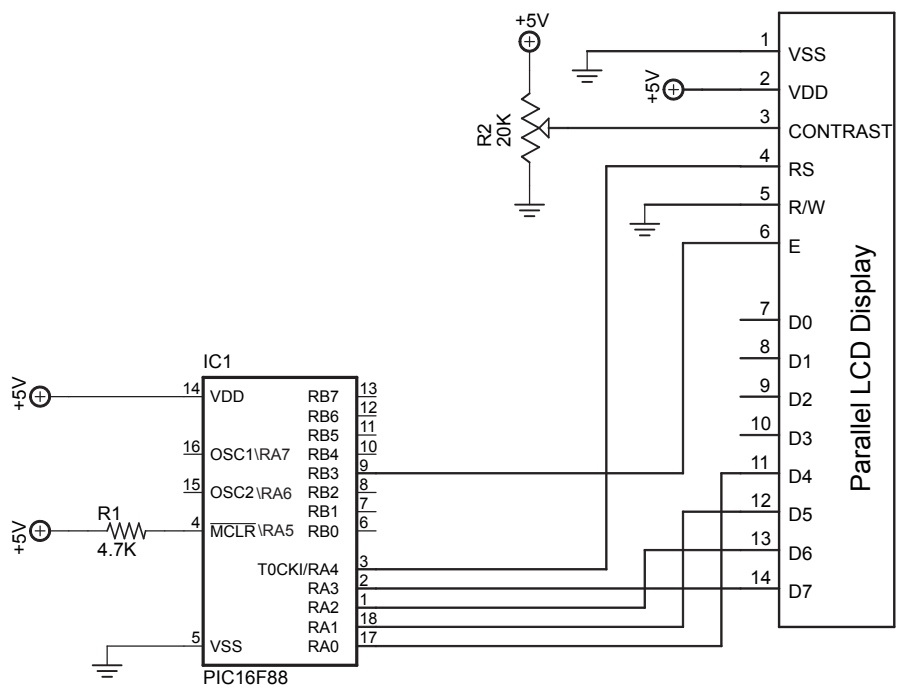 +5V
1
VSS
+5V
2
VDD
R2
20K
3
CONTRAST
4
RS
5
R/W
6
E
Parallel LCD Display
7
D0
8
D1
9
D2
10
D3
11
D4
12
D5
13
D6
14
D7
IC1
+5V
14
VDD
RB7
13
RB6
12
RB5
11
16
OSC1\RA7
RB4
10
RB3
9
15
OSC2\RA6
RB2
8
RB1
7
+5V
R1
4.7K
4
MCLR\RA5
RB0
6
T0CKI/RA4
3
RA3
2
RA2
1
RA1
18
5
VSS
RA0
17
PIC16F88